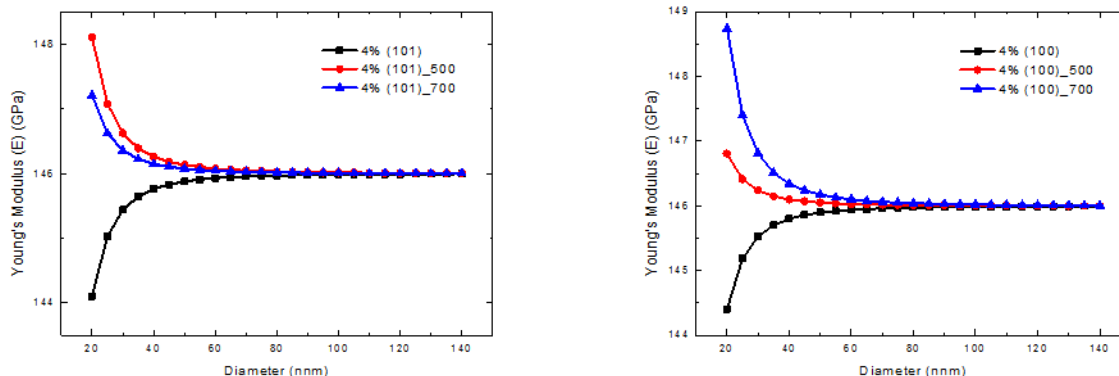 148
146
144
Young's Modulus (E) (GPa)
4% (101)
4% (101)_500
4% (101)_700
20 40 60 80 100 120 140
Diameter (nnm)
149
148
147
146
145
144
Young's Modulus (E) (GPa)
4% (100)
4% (100)_500
4% (100)_700
20 40 60 80 100 120 140
Diameter (nnm)